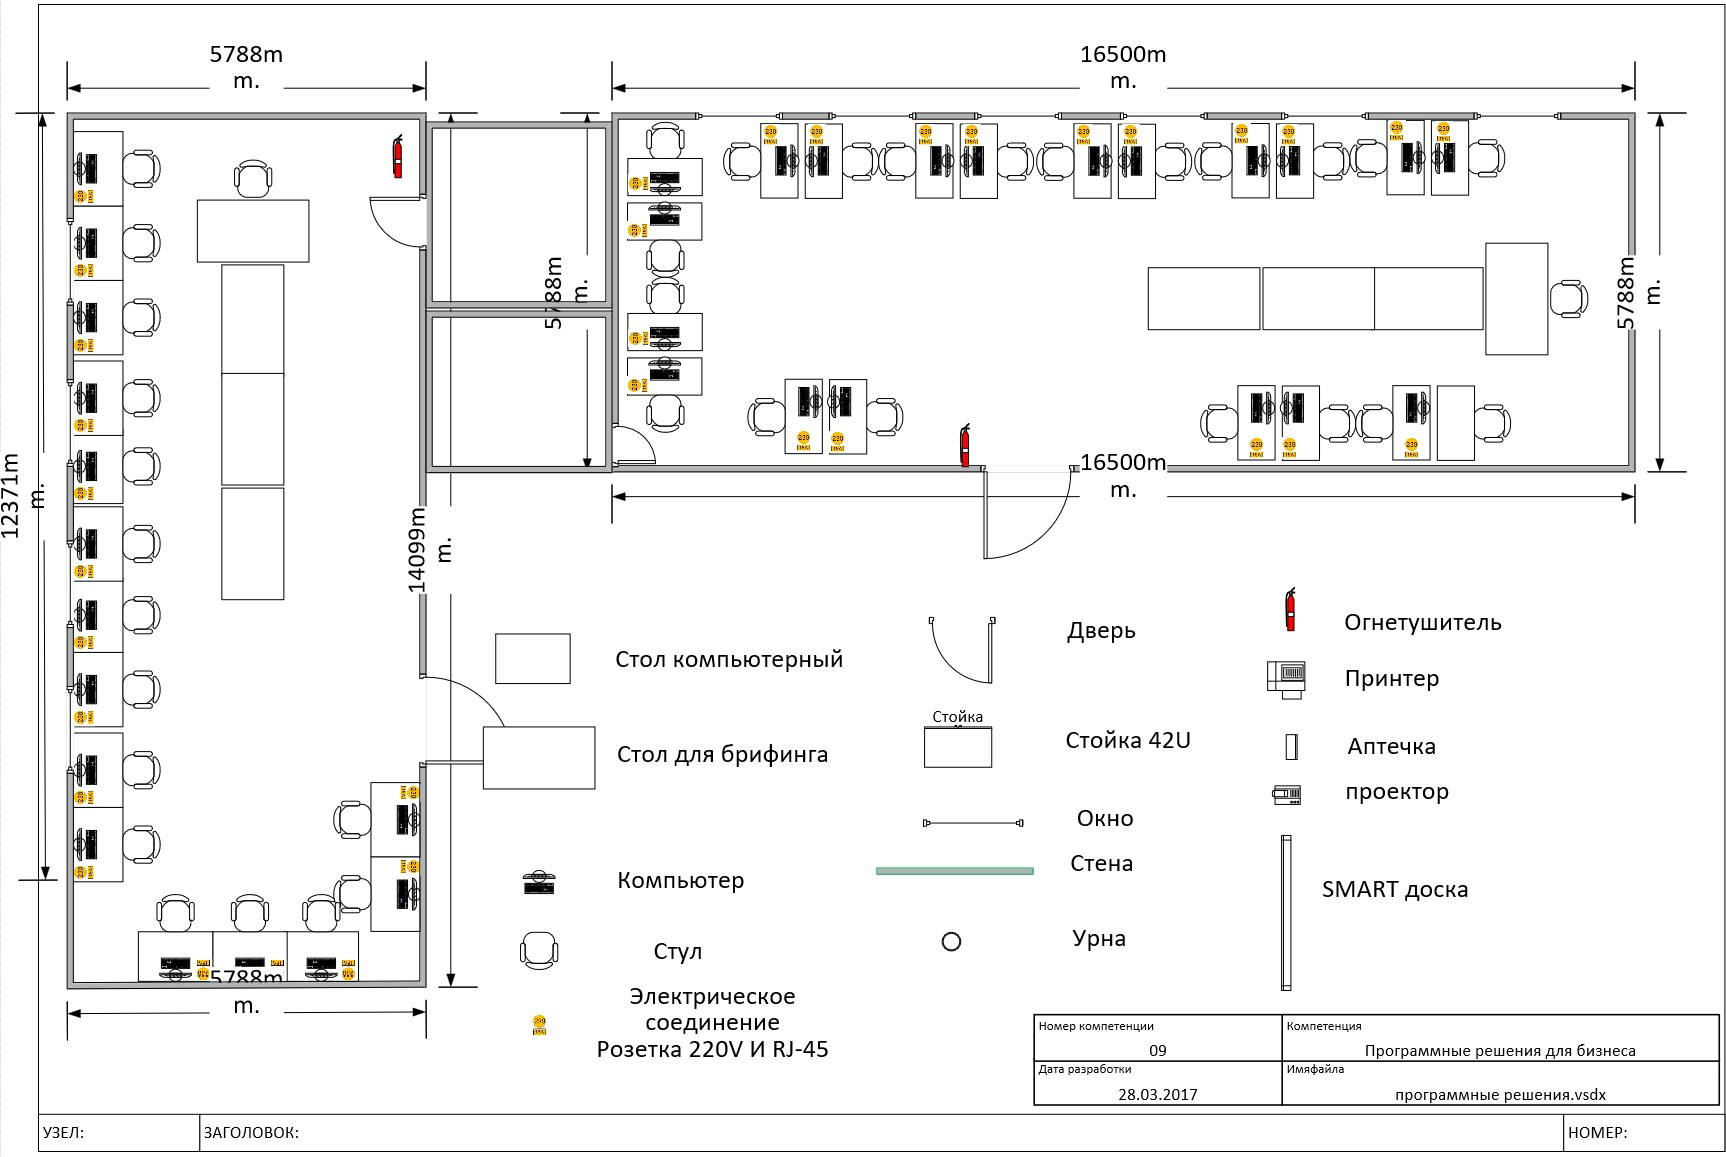 5788m
m.
16500m
m.
12371m
m.
14099m
m.
5788m
m.
5788m
m.
16500m
m.
5788m
m.
Стол компьютерный
Стол для брифинга
Компьютер
Стул
Электрическое
соединение
Розетка 220V И RJ-45
230
Дверь
Стойка
Стойка 42U
Окно
Стена
Урна
Огнетушитель
Принтер
Аптечка
проектор
SMART доска
Номер компетенции
09
Компетенция
Программные решения для бизнеса
Дата разработки
28.03.2017
Имяфайла
программные решения.vsdx
УЗЕЛ:
ЗАГОЛОВОК:
НОМЕР: